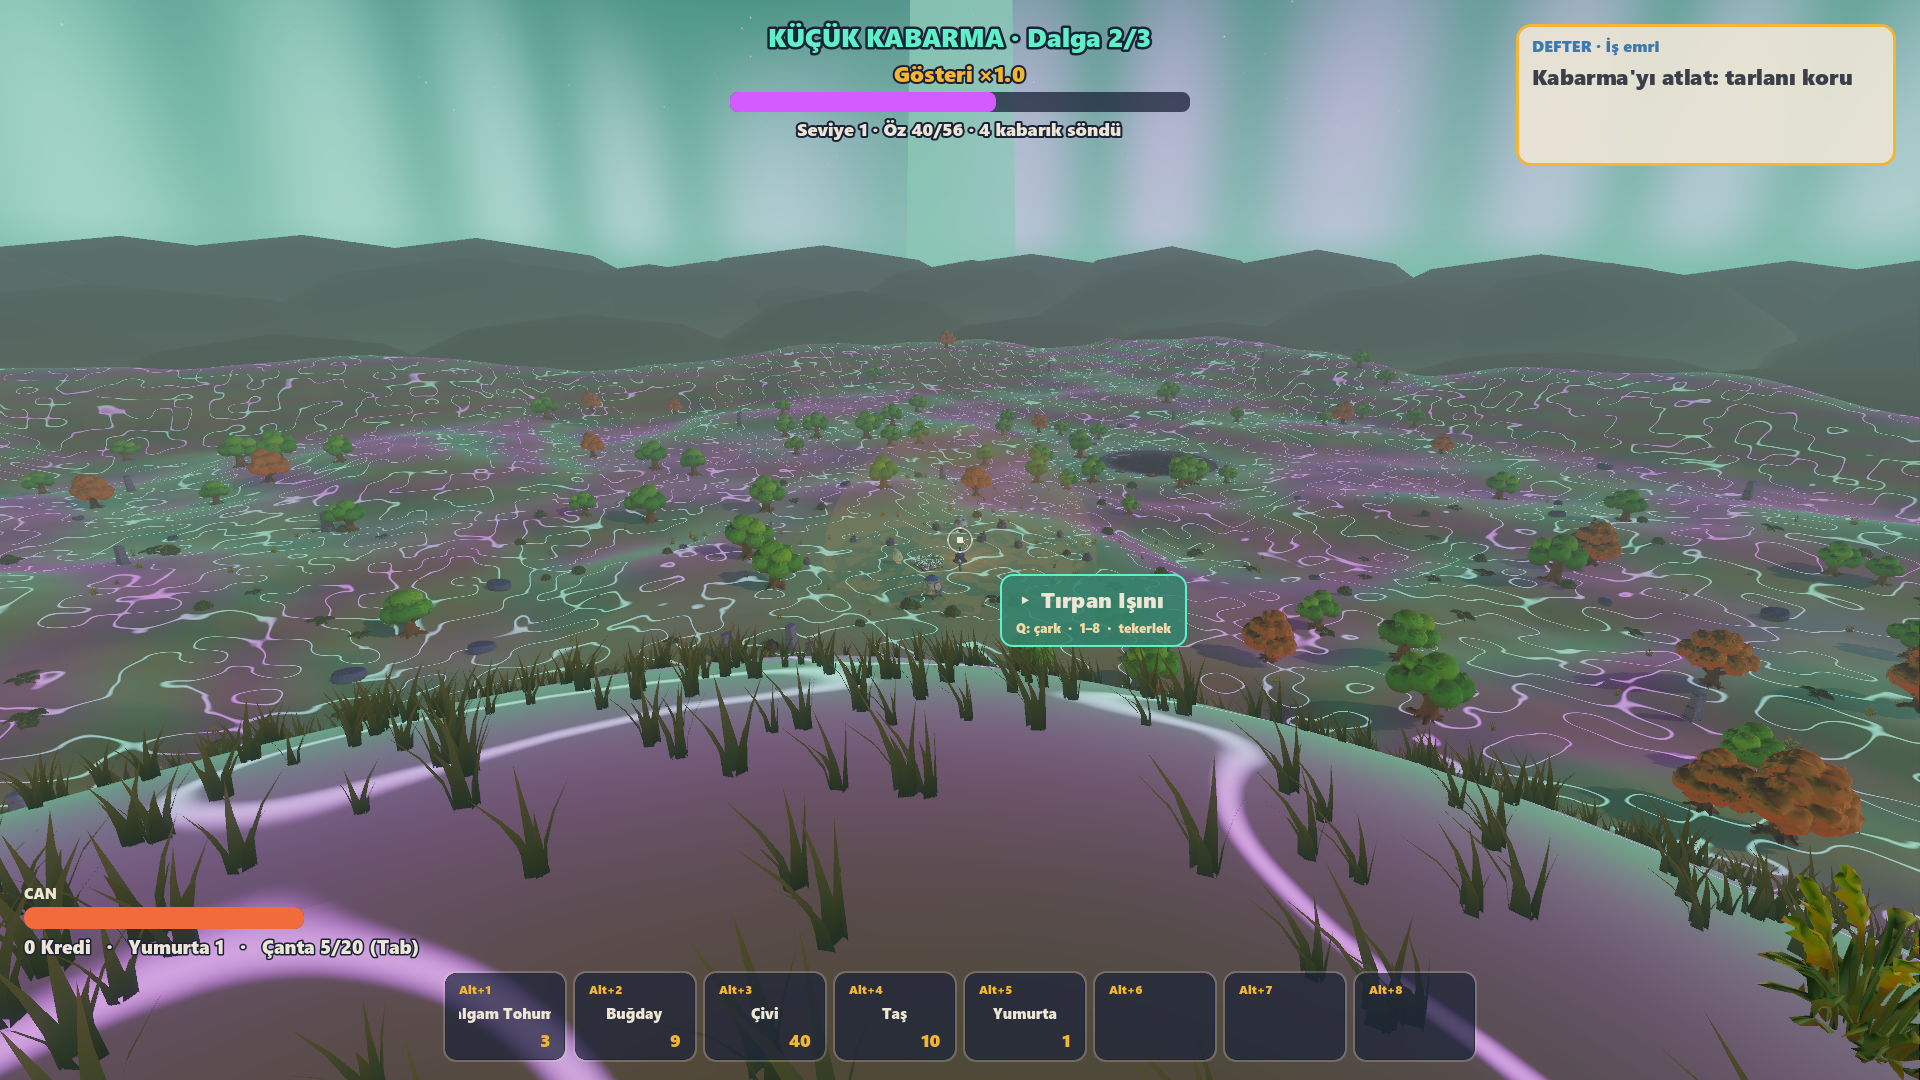 KÜÇÜK KABARMA · Dalga 2/3
Gösteri ×1.0
Seviye 1 · Öz 40/56 · 4 kabarık söndü
DEFTER · İş emri
Kabarma'yı atlat: tarlanı koru
▸ Tırpan Işını
Q: çark · 1–8 · tekerlek
CAN
0 Kredi · Yumurta 1 · Çanta 5/20 (Tab)
Alt+1
lgam Tohum
3
Alt+2
Buğday
9
Alt+3
Çivi
40
Alt+4
Taş
10
Alt+5
Yumurta
1
Alt+6
Alt+7
Alt+8